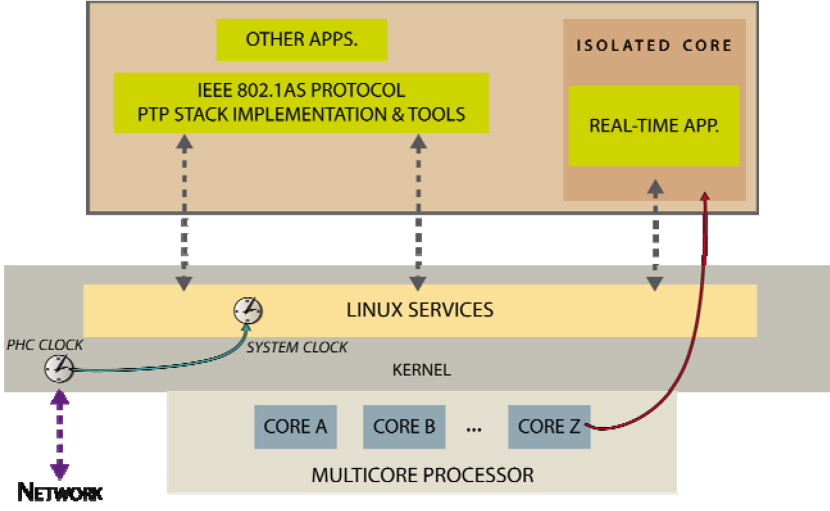 OTHER APPS.
ISOLATED CORE
IEEE 802.1AS PROTOCOL
PTP STACK IMPLEMENTATION & TOOLS
REAL-TIME APP.
LINUX SERVICES
PHC CLOCK
SYSTEM CLOCK
KERNEL
CORE A
CORE B
...
CORE Z
MULTICORE PROCESSOR
NETWORK